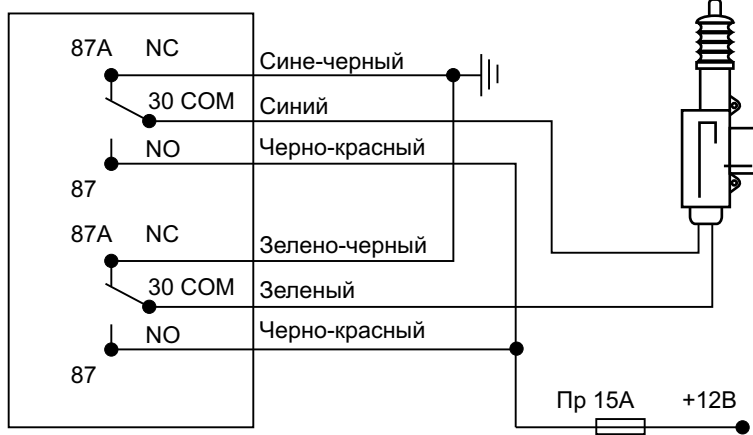 87A NC
Сине-черный
30 COM
Синий
NO
Черно-красный
87
87A NC
Зелено-черный
30 COM
Зеленый
NO
Черно-красный
87
Пр 15А +12В